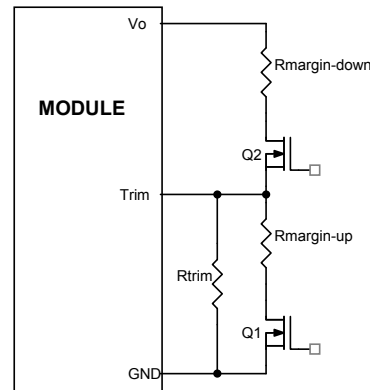 Vo
Rmargin-down
MODULE
Q2
Trim
Rmargin-up
Rtrim
Q1
GND